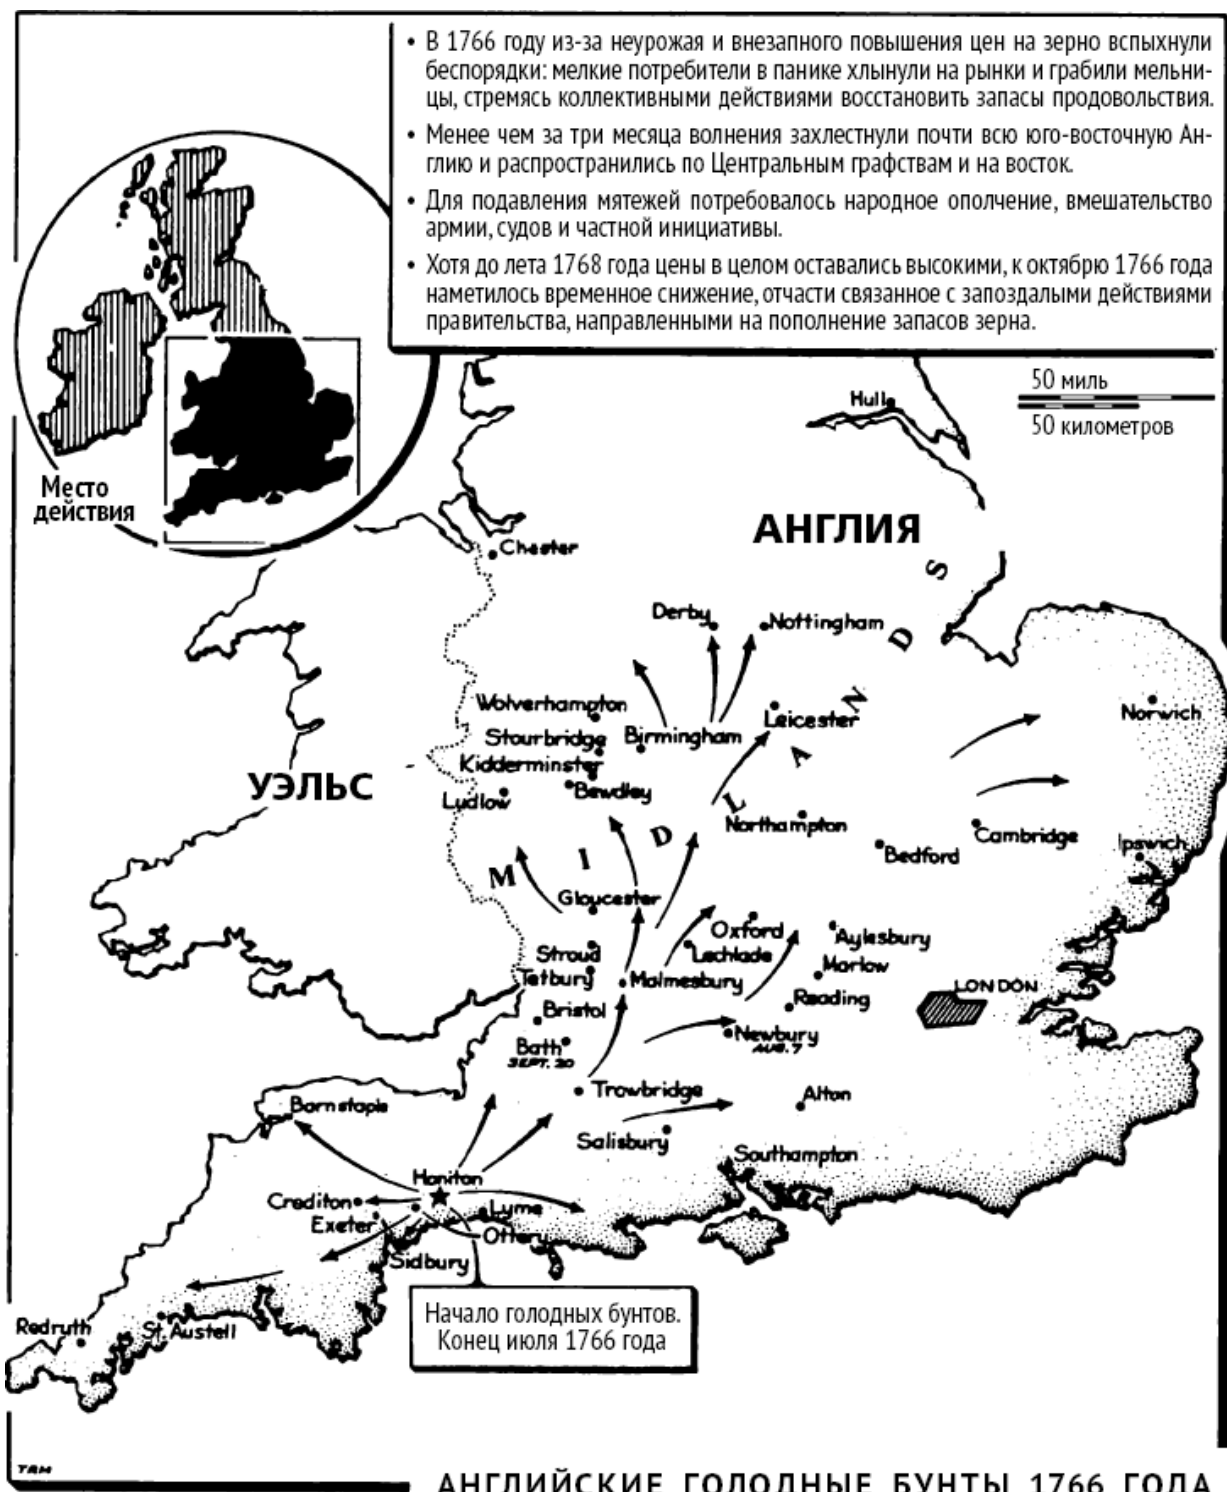 • В 1766 году из-за неурожая и внезапного повышения цен на зерно вспыхнули
беспорядки: мелкие потребители в панике хлынули на рынки и грабили мельни-
цы, стремясь коллективными действиями восстановить запасы продовольствия.
• Менее чем за три месяца волнения захлестнули почти всю юго-восточную Ан-
глию и распространились по Центральным графствам и на восток.
• Для подавления мятежей потребовалось народное ополчение, вмешательство
армии, судов и частной инициативы.
• Хотя до лета 1768 года цены в целом оставались высокими, к октябрю 1766 года
наметилось временное снижение, отчасти связанное с запоздалыми действиями
правительства, направленными на пополнение запасов зерна.
50 миль
50 километров
Место
действия
Hull
АНГЛИЯ
Chester
Derby
Nottingham
Wolverhampton
Leicester
Norwich
Stourbridge
Birmingham
Kidderminster
УЭЛЬС
Ludlow
Bewdley
MIDLANDS
Northampton
Cambridge
Bedford
Ipswich
Gloucester
Oxford
Aylesbury
Stroud
Lechlade
Marlow
Tetbury
Malmesbury
LONDON
Reading
Bristol
Newbury
AUG. 7
Bath
SEPT. 20
Trowbridge
Alton
Barnstaple
Salisbury
Southampton
Honiton
Crediton
Lyme
Exeter
Ottery
Sidbury
Начало голодных бунтов.
Конец июля 1766 года
Redruth
St. Austell
TRM
АНГЛИЙСКИЕ ГОЛОДНЫЕ БУНТЫ 1766 ГОДА